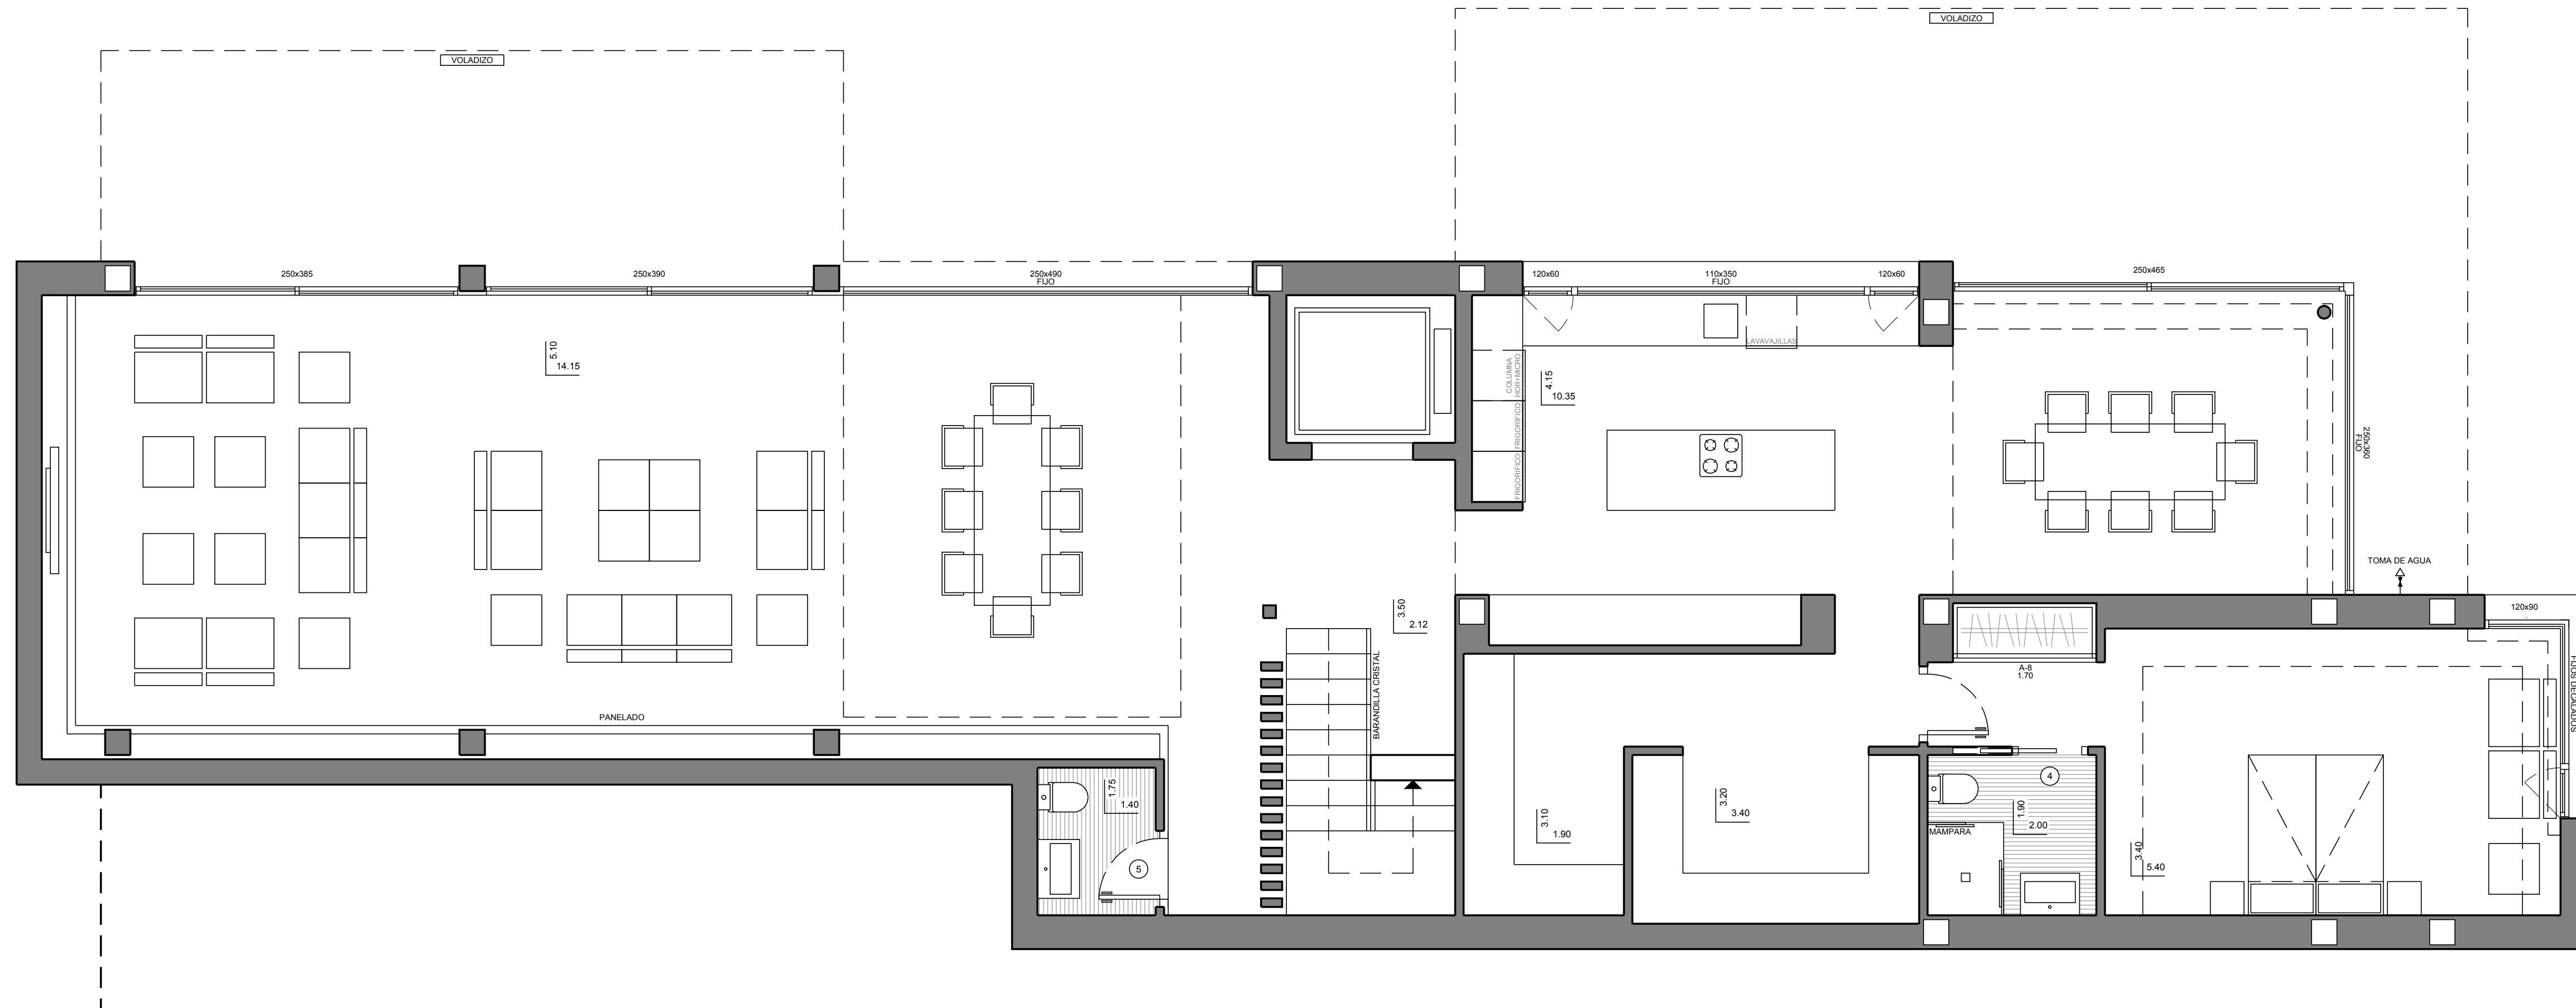 VOLADIZO
VOLADIZO
250x385
250x390
250x490
FIJO
120x60
110x350
FIJO
120x60
250x465
LAVAVAJILLAS
COLUMNA
HOR+MICRO
FRIGORIFICO
FRIGORIFICO
5.10
14.15
4.15
10.35
250x360
FIJO
TOMA DE AGUA
120x90
3.50
2.12
BARANDILLA CRISTAL
A-8
1.70
FIJOS DECALADOS
PANELADO
1.75
1.40
5
3.10
1.90
3.20
3.40
4
1.90
2.00
MAMPARA
3.40
5.40